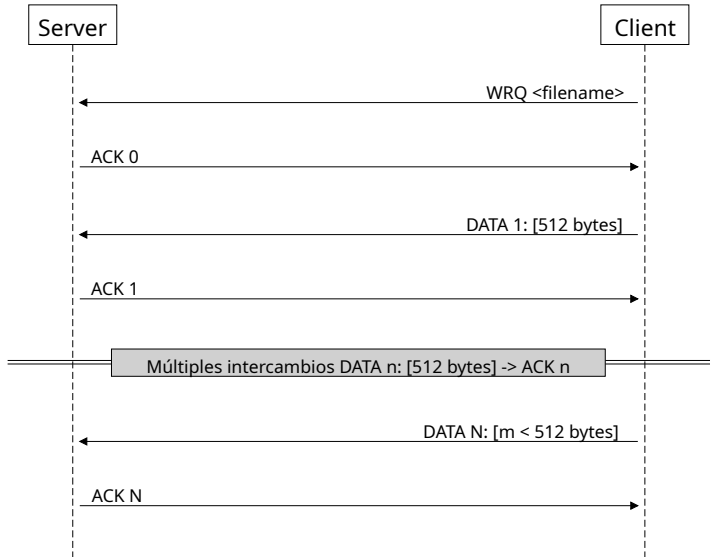 Server
Client
WRQ <filename>
ACK 0
DATA 1: [512 bytes]
ACK 1
Múltiples intercambios DATA n: [512 bytes] -> ACK n
DATA N: [m < 512 bytes]
ACK N